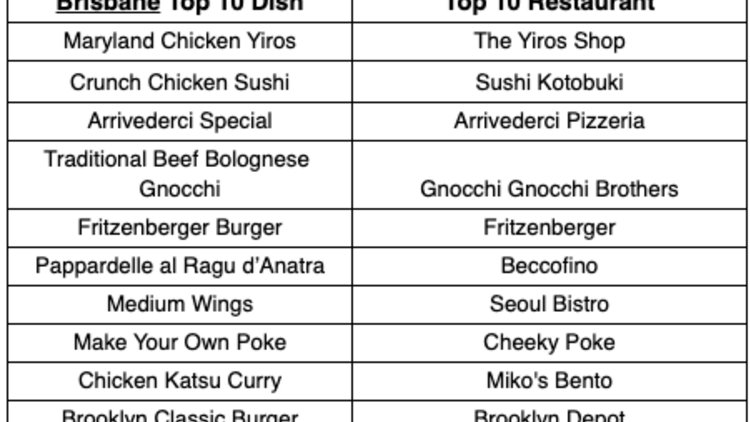 Brisbane Top 10 Dish Top 10 Restaurant
Maryland Chicken Yiros The Yiros Shop
Crunch Chicken Sushi Sushi Kotobuki
Arrivederci Special Arrivederci Pizzeria
Traditional Beef Bolognese
Gnocchi Gnocchi Gnocchi Brothers
Fritzenberger Burger Fritzenberger
Pappardelle al Ragu d’Anatra Beccofino
Medium Wings Seoul Bistro
Make Your Own Poke Cheeky Poke
Chicken Katsu Curry Miko's Bento
Brooklyn Classic Burger Brooklyn Depot